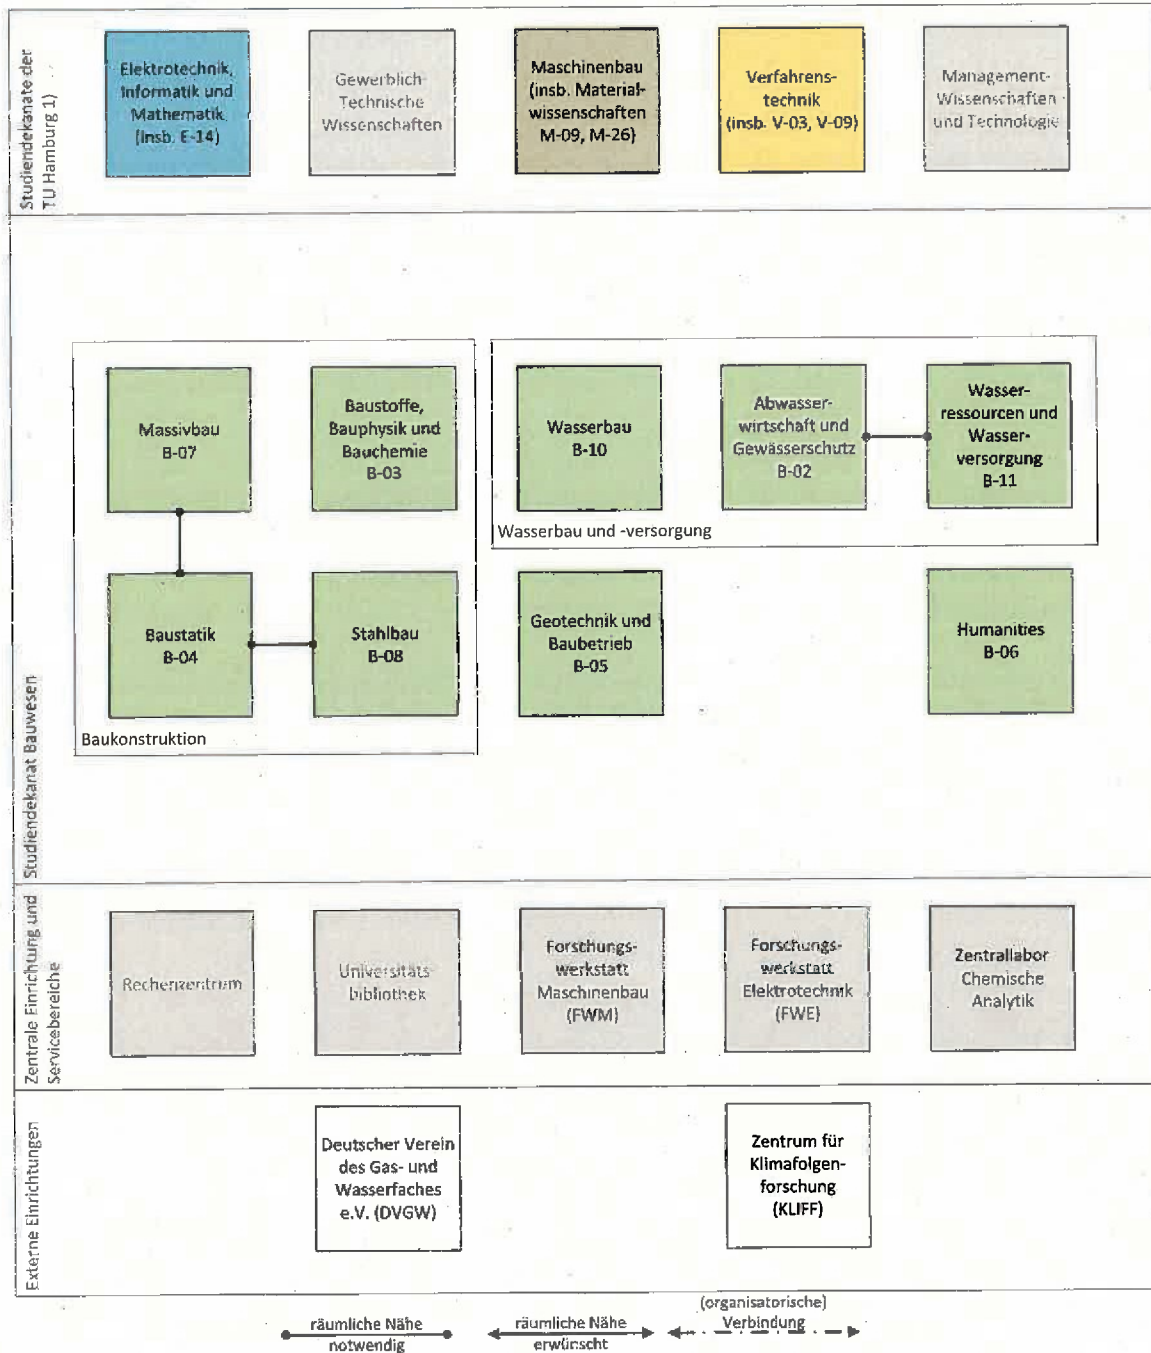 Studiendekanate der
TU Hamburg 1)
Elektrotechnik,
Informatik und
Mathematik
(insb. E-14)
Gewerblich-
Technische
Wissenschaften
Maschinenbau
(insb. Material-
wissenschaften
M-09, M-26)
Verfahrens-
technik
(insb. V-03, V-09)
Management-
Wissenschaften
und Technologie
Studiendekanat Bauwesen
Massivbau
B-07
Baustoffe,
Bauphysik und
Bauchemie
B-03
Baustatik
B-04
Stahlbau
B-08
Baukonstruktion
Wasserbau
B-10
Abwasser-
wirtschaft und
Gewässerschutz
B-02
Wasser-
ressourcen und
Wasser-
versorgung
B-11
Wasserbau und -versorgung
Geotechnik und
Baubetrieb
B-05
Humanities
B-06
Zentrale Einrichtung und
Servicebereiche
Rechenzentrum
Universitäts
bibliothek
Forschungs-
werkstatt
Maschinenbau
(FWM)
Forschungs-
werkstatt
Elektrotechnik
(FWE)
Zentrallabor
Chemische
Analytik
Externe Einrichtungen
Deutscher Verein
des Gas- und
Wasserfaches
e.V. (DVGW)
Zentrum für
Klimafolgen-
forschung
(KLIFF)
räumliche Nähe
notwendig
räumliche Nähe
erwünscht
(organisatorische)
Verbindung